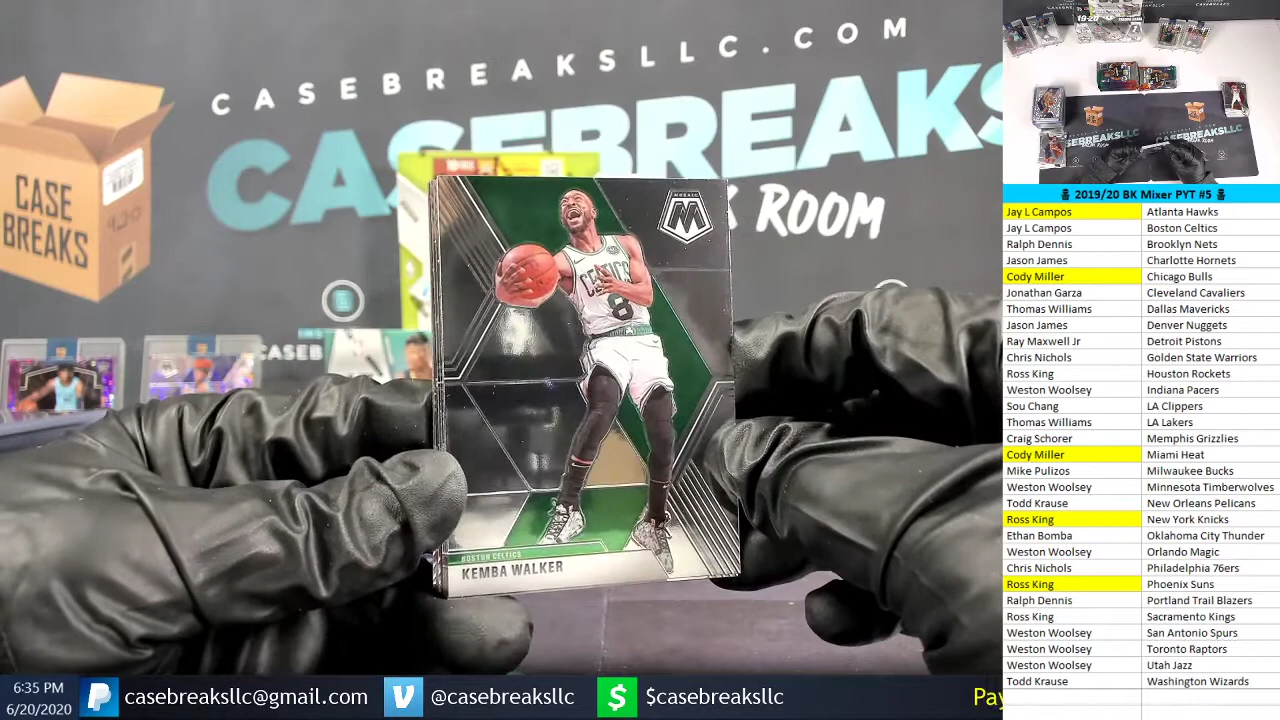 CASEBREAKSLLC.COM
CASEBREAKS
ROOM
CASE
BREAKS
CASEB
MOSAIC
M
CELTICS
8
BOSTON CELTICS
KEMBA WALKER
19-20
CASEBREAKSLLC
2019/20 BK Mixer PYT #5
Jay L Campos Atlanta Hawks
Jay L Campos Boston Celtics
Ralph Dennis Brooklyn Nets
Jason James Charlotte Hornets
Cody Miller Chicago Bulls
Jonathan Garza Cleveland Cavaliers
Thomas Williams Dallas Mavericks
Jason James Denver Nuggets
Ray Maxwell Jr Detroit Pistons
Chris Nichols Golden State Warriors
Ross King Houston Rockets
Weston Woolsey Indiana Pacers
Sou Chang LA Clippers
Thomas Williams LA Lakers
Craig Schorer Memphis Grizzlies
Cody Miller Miami Heat
Mike Pulizos Milwaukee Bucks
Weston Woolsey Minnesota Timberwolves
Todd Krause New Orleans Pelicans
Ross King New York Knicks
Ethan Bomba Oklahoma City Thunder
Weston Woolsey Orlando Magic
Chris Nichols Philadelphia 76ers
Ross King Phoenix Suns
Ralph Dennis Portland Trail Blazers
Ross King Sacramento Kings
Weston Woolsey San Antonio Spurs
Weston Woolsey Toronto Raptors
Weston Woolsey Utah Jazz
Todd Krause Washington Wizards
6:35 PM
6/20/2020
casebreaksllc@gmail.com
@casebreaksllc
$casebreaksllc
Pay